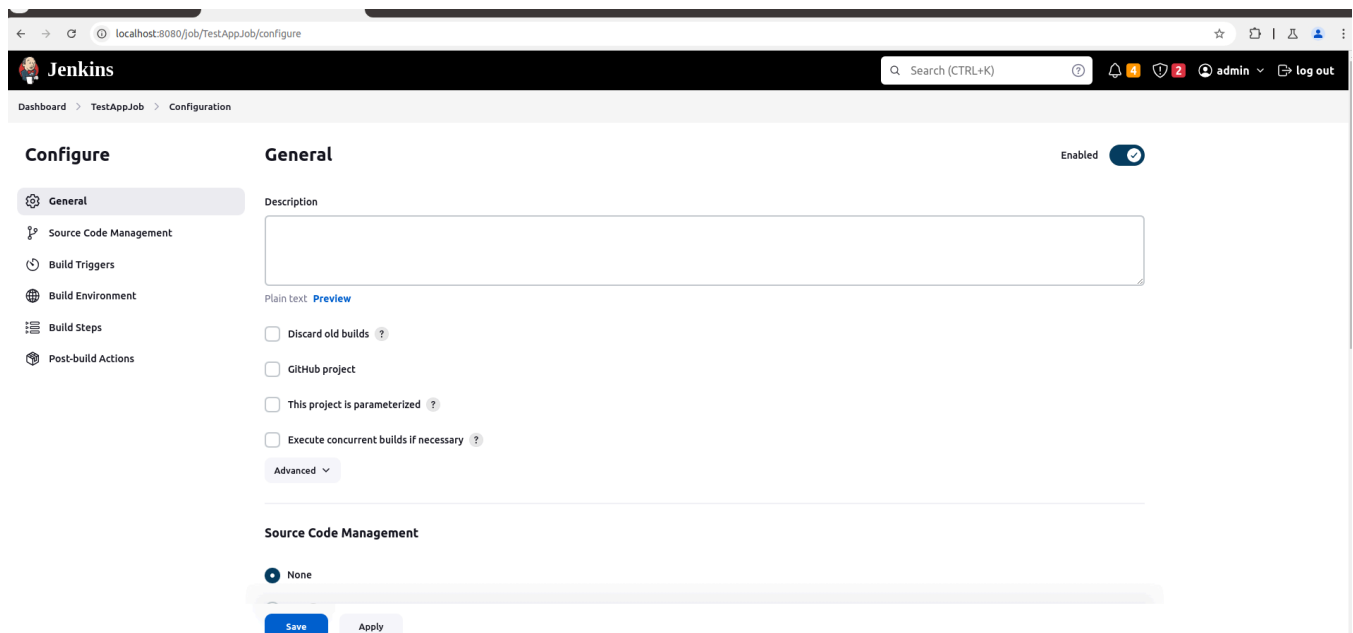 localhost:8080/job/TestAppJob/configure
Jenkins
Search (CTRL+K)
?
4
2
admin
log out
Dashboard > TestAppJob > Configuration
Configure
General
Source Code Management
Build Triggers
Build Environment
Build Steps
Post-build Actions
General
Enabled
Description
Plain text Preview
Discard old builds ?
GitHub project
This project is parameterized ?
Execute concurrent builds if necessary ?
Advanced
Source Code Management
None
Save
Apply